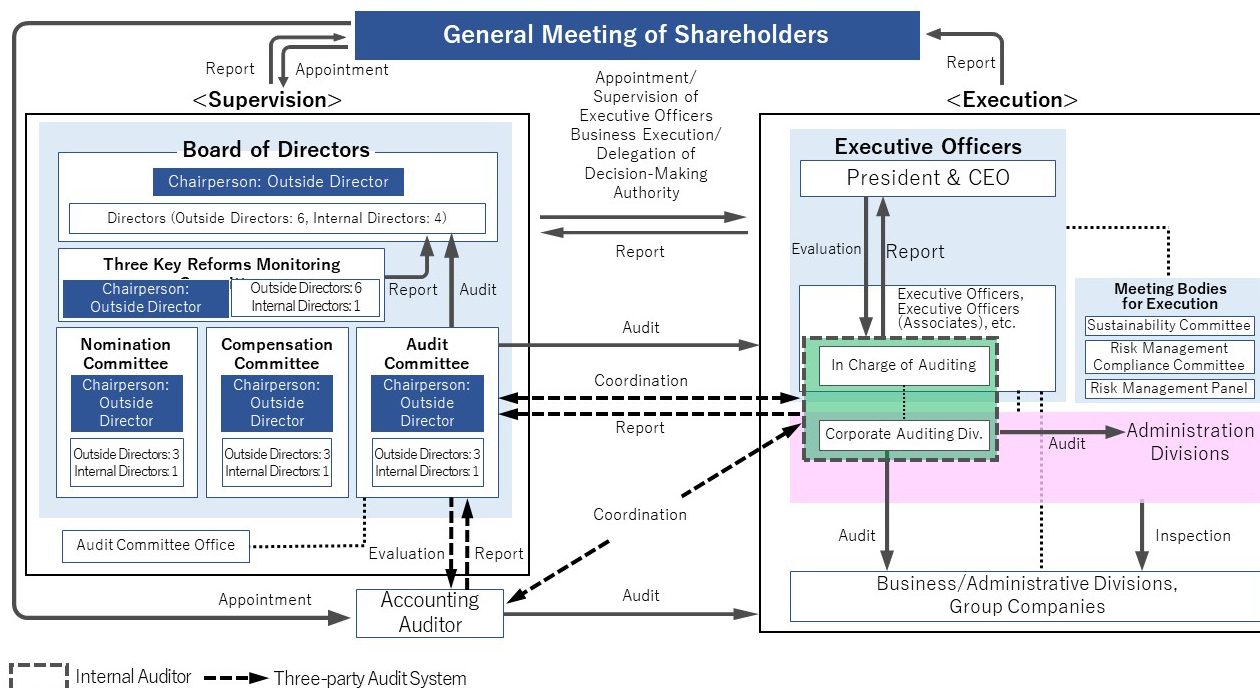 General Meeting of Shareholders
Report
Appointment
Report
<Supervision>
<Execution>
Appointment/
Supervision of
Executive Officers
Business Execution/
Delegation of
Decision-Making
Authority
Report
Board of Directors
Chairperson: Outside Director
Directors (Outside Directors: 6, Internal Directors: 4)
Three Key Reforms Monitoring
Chairperson:
Outside Director
Outside Directors: 6
Internal Directors: 1
Report
Audit
Nomination
Committee
Chairperson:
Outside
Director
Outside Directors: 3
Internal Directors: 1
Compensation
Committee
Chairperson:
Outside
Director
Outside Directors: 3
Internal Directors: 1
Audit
Committee
Chairperson:
Outside
Director
Outside Directors: 3
Internal Directors: 1
Audit Committee Office
Evaluation
Report
Audit
Coordination
Report
Coordination
Appointment
Accounting
Auditor
Audit
Executive Officers
President & CEO
Evaluation
Report
Executive Officers,
Executive Officers
(Associates), etc.
In Charge of Auditing
Corporate Auditing Div.
Meeting Bodies
for Execution
Sustainability Committee
Risk Management
Compliance Committee
Risk Management Panel
Audit
Administration
Divisions
Audit
Inspection
Business/Administrative Divisions,
Group Companies
Internal Auditor
Three-party Audit System